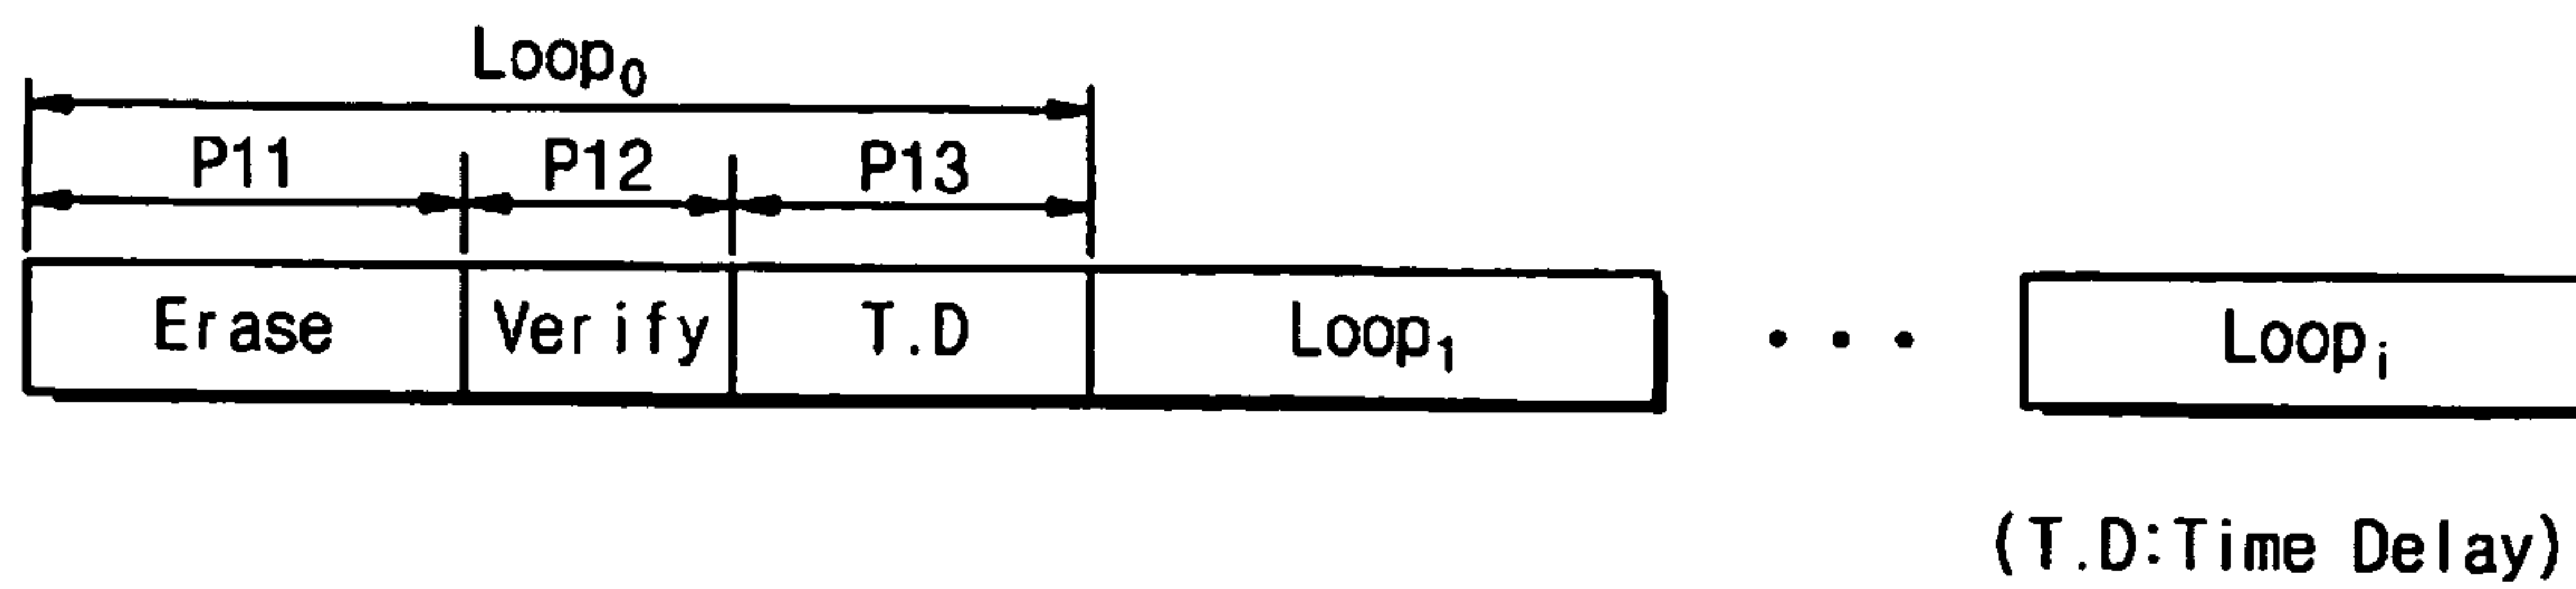 Loop₀
P11 P12 P13
Erase Verify T.D Loop₁ • • • Loopᵢ
(T.D:Time Delay)